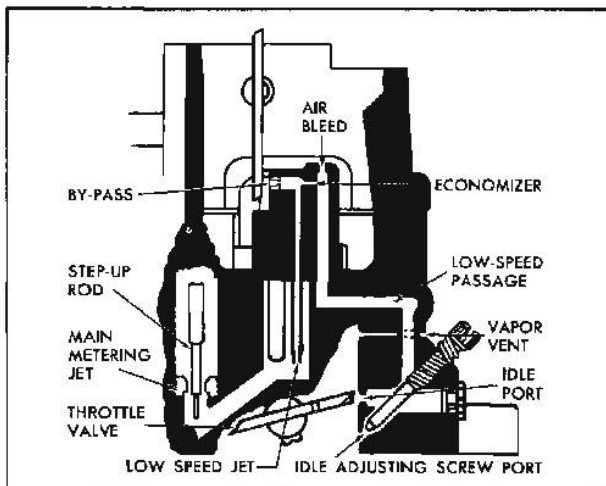 AIR
BLEED
BY-PASS
ECONOMIZER
STEP-UP
ROD
LOW-SPEED
PASSAGE
MAIN
METERING
JET
VAPOR
VENT
IDLE
PORT
THROTTLE
VALVE
LOW SPEED JET
IDLE ADJUSTING SCREW PORT